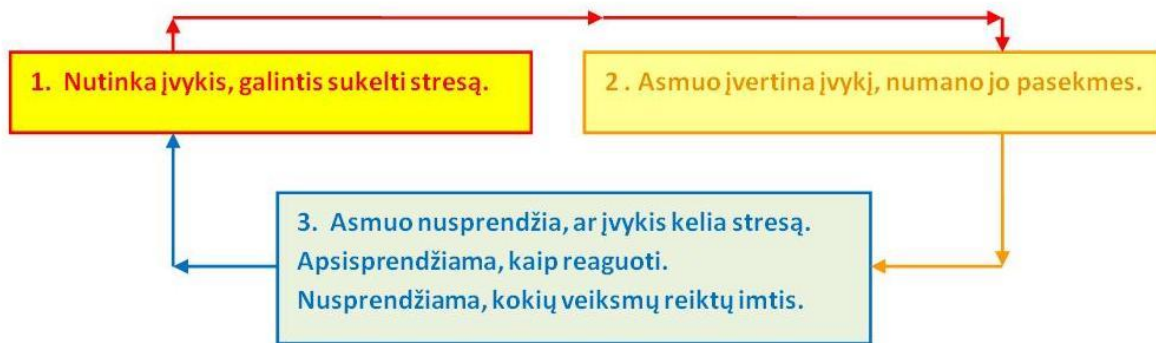 1. Nutinka įvykis, galintis sukelti stresą.
2 . Asmuo įvertina įvykį, numano jo pasekmes.
3. Asmuo nusprendžia, ar įvykis kelia stresą.
Apsisprendžiama, kaip reaguoti.
Nusprendžiama, kokių veiksmų reiktų imtis.